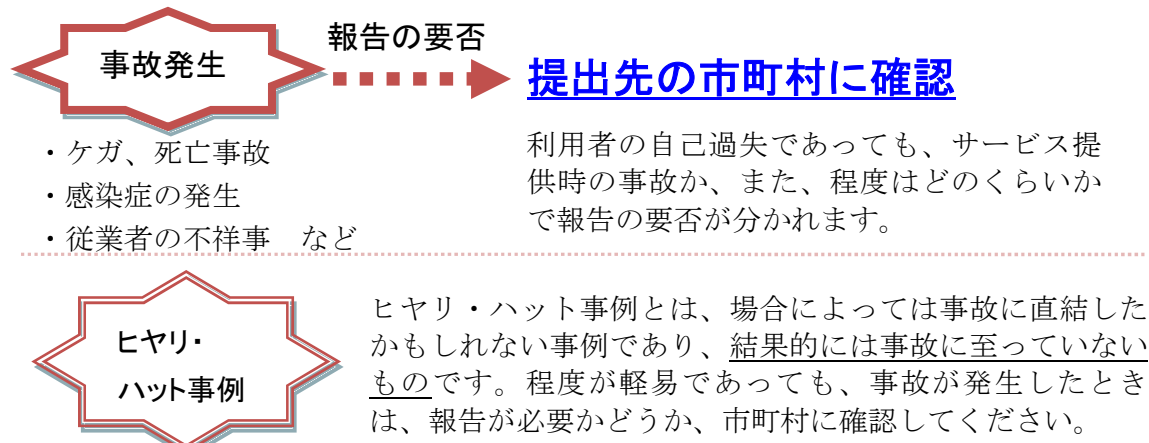 事故発生
報告の要否
提出先の市町村に確認
・ケガ、死亡事故
・感染症の発生
・従業者の不祥事　など
利用者の自己過失であっても、サービス提
供時の事故か、また、程度はどのくらいか
で報告の要否が分かれます。
ヒヤリ・
ハット事例
ヒヤリ・ハット事例とは、場合によっては事故に直結した
かもしれない事例であり、結果的には事故に至っていない
ものです。程度が軽易であっても、事故が発生したとき
は、報告が必要かどうか、市町村に確認してください。